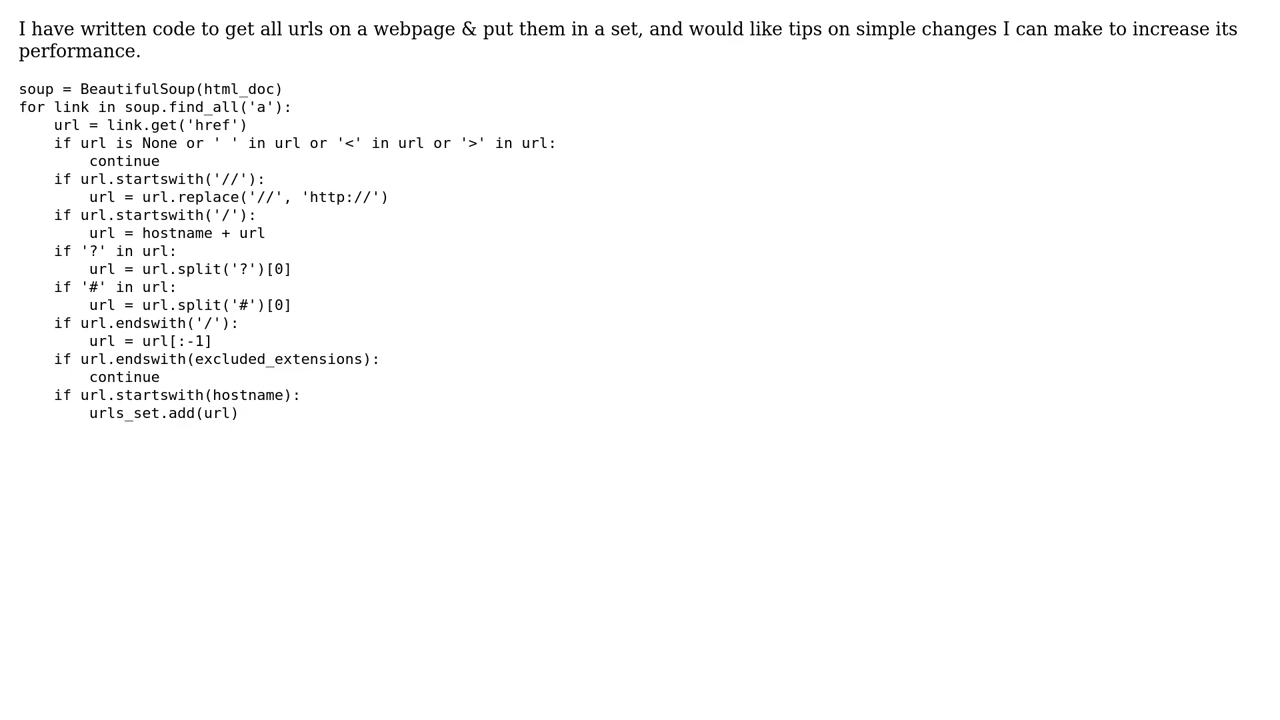 I have written code to get all urls on a webpage & put them in a set, and would like tips on simple changes I can make to increase its
performance.
soup = BeautifulSoup(html_doc)
for link in soup.find_all('a'):
    url = link.get('href')
    if url is None or ' ' in url or '<' in url or '>' in url:
        continue
    if url.startswith('//'):
        url = url.replace('//', 'http://')
    if url.startswith('/'):
        url = hostname + url
    if '?' in url:
        url = url.split('?')[0]
    if '#' in url:
        url = url.split('#')[0]
    if url.endswith('/'):
        url = url[:-1]
    if url.endswith(excluded_extensions):
        continue
    if url.startswith(hostname):
        urls_set.add(url)